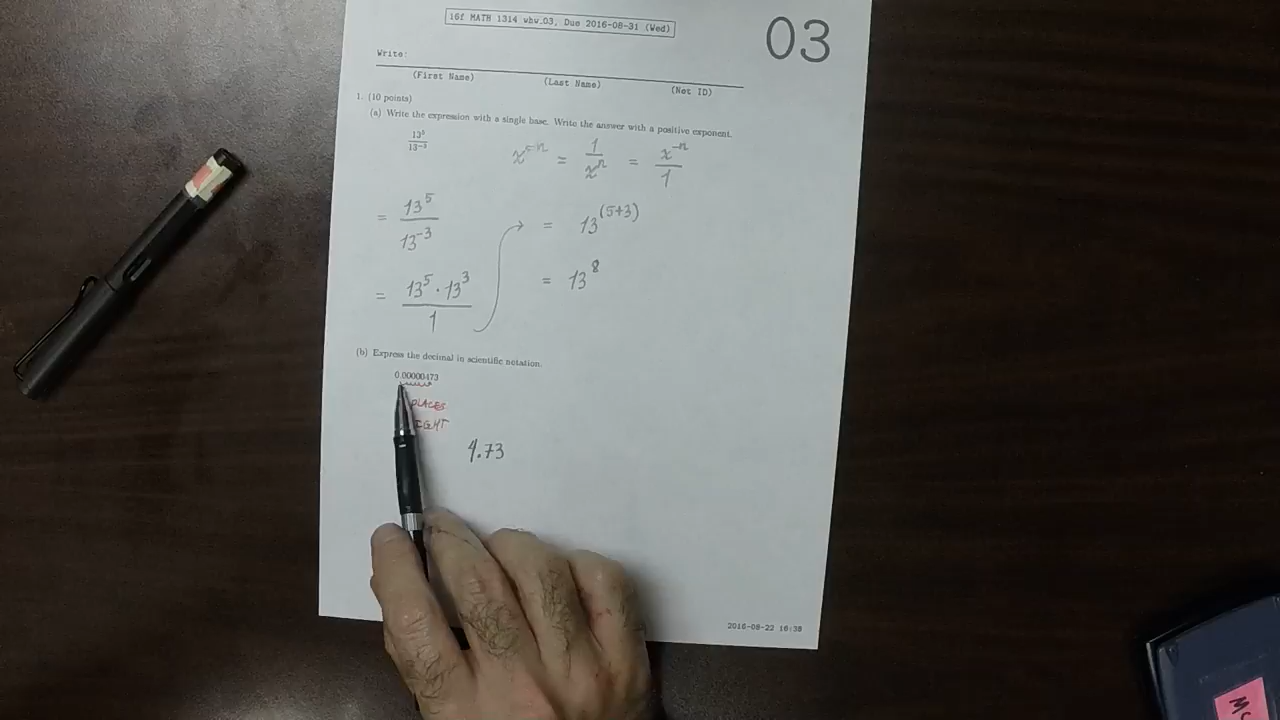 16f MATH 1314 whw.03, Due 2016-08-31 (Wed)
03
Write:
(First Name) (Last Name) (Not ID)
1. (10 points)
(a) Write the expression with a single base. Write the answer with a positive exponent.
13^5 / 13^-3
x^-n = 1 / x^n = x^-n / 1
= 13^5 / 13^-3
= 13^5 · 13^3 / 1
= 13^(5+3)
= 13^8
(b) Express the decimal in scientific notation.
0.00000473
PLACES
4.73
2016-08-22 16:38